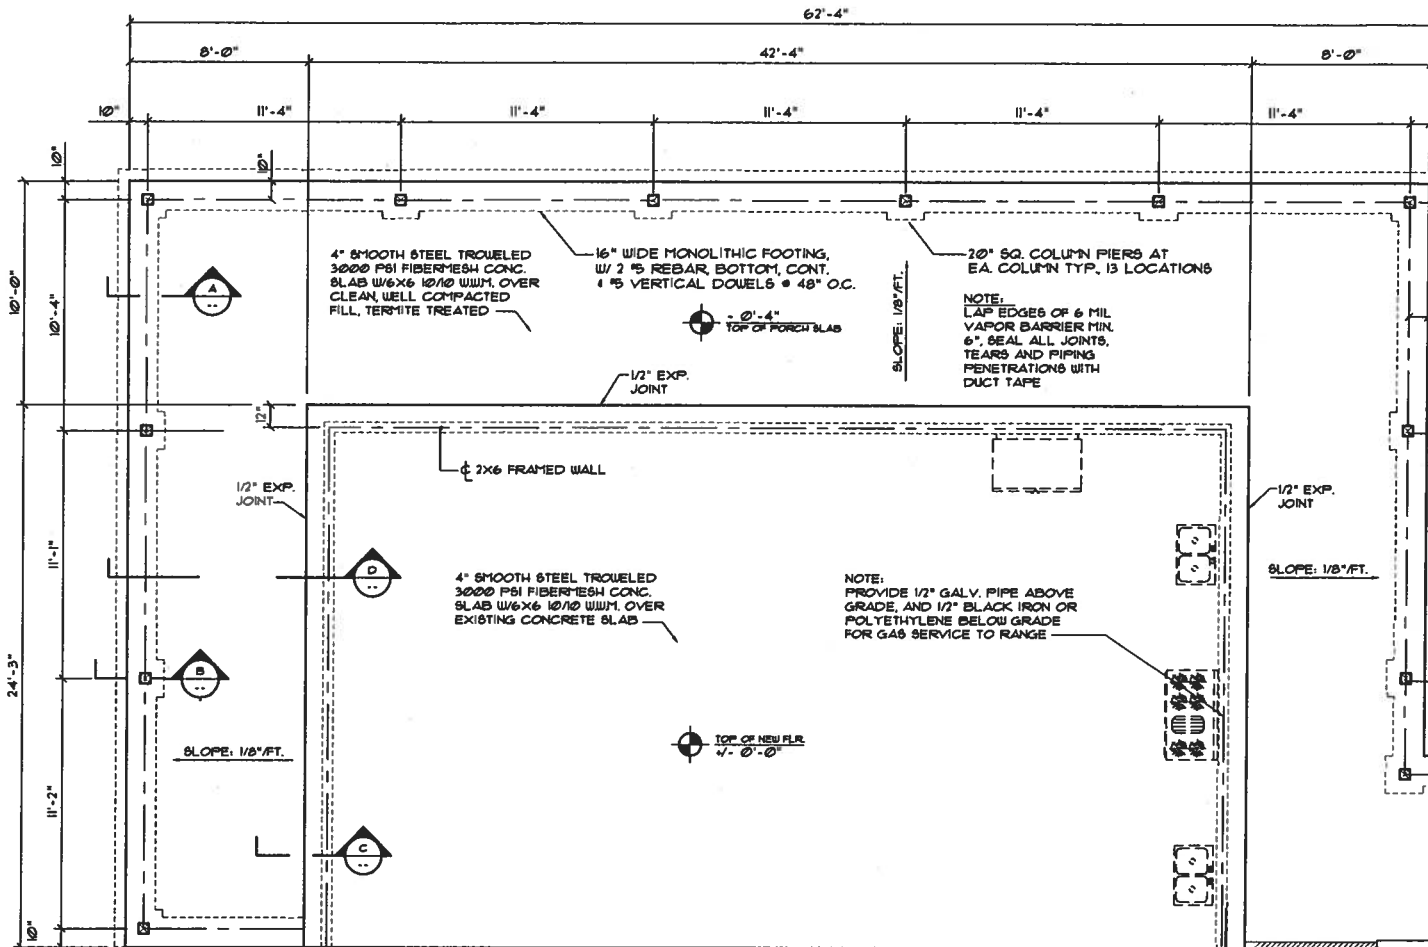 62'-4"
8'-0"
42'-4"
8'-0"
10"
11'-4"
11'-4"
11'-4"
11'-4"
11'-4"
10"
10"
10'-0"
10'-4"
4" SMOOTH STEEL TROWELED
3000 PSI FIBERMESH CONC.
SLAB W/6X6 10/10 WWM. OVER
CLEAN, WELL COMPACTED
FILL, TERMITE TREATED
16" WIDE MONOLITHIC FOOTING,
W/ 2 #5 REBAR, BOTTOM, CONT.
4 #5 VERTICAL DOWELS @ 48" O.C.
20" SQ. COLUMN PIERS AT
EA. COLUMN TYP., 13 LOCATIONS
NOTE:
LAP EDGES OF 6 MIL
VAPOR BARRIER MIN.
6", SEAL ALL JOINTS,
TEARS AND PIPING
PENETRATIONS WITH
DUCT TAPE
A
--
- 0'-4"
TOP OF PORCH SLAB
SLOPE: 1/8"/FT.
1/2" EXP.
JOINT
12"
℄ 2X6 FRAMED WALL
1/2" EXP.
JOINT
1/2" EXP.
JOINT
11'-1"
D
--
4" SMOOTH STEEL TROWELED
3000 PSI FIBERMESH CONC.
SLAB W/6X6 10/10 WWM. OVER
EXISTING CONCRETE SLAB
NOTE:
PROVIDE 1/2" GALV. PIPE ABOVE
GRADE, AND 1/2" BLACK IRON OR
POLYETHYLENE BELOW GRADE
FOR GAS SERVICE TO RANGE
SLOPE: 1/8"/FT.
24'-3"
B
--
SLOPE: 1/8"/FT.
TOP OF NEW FLR.
+/- 0'-0"
11'-2"
C
--
10"